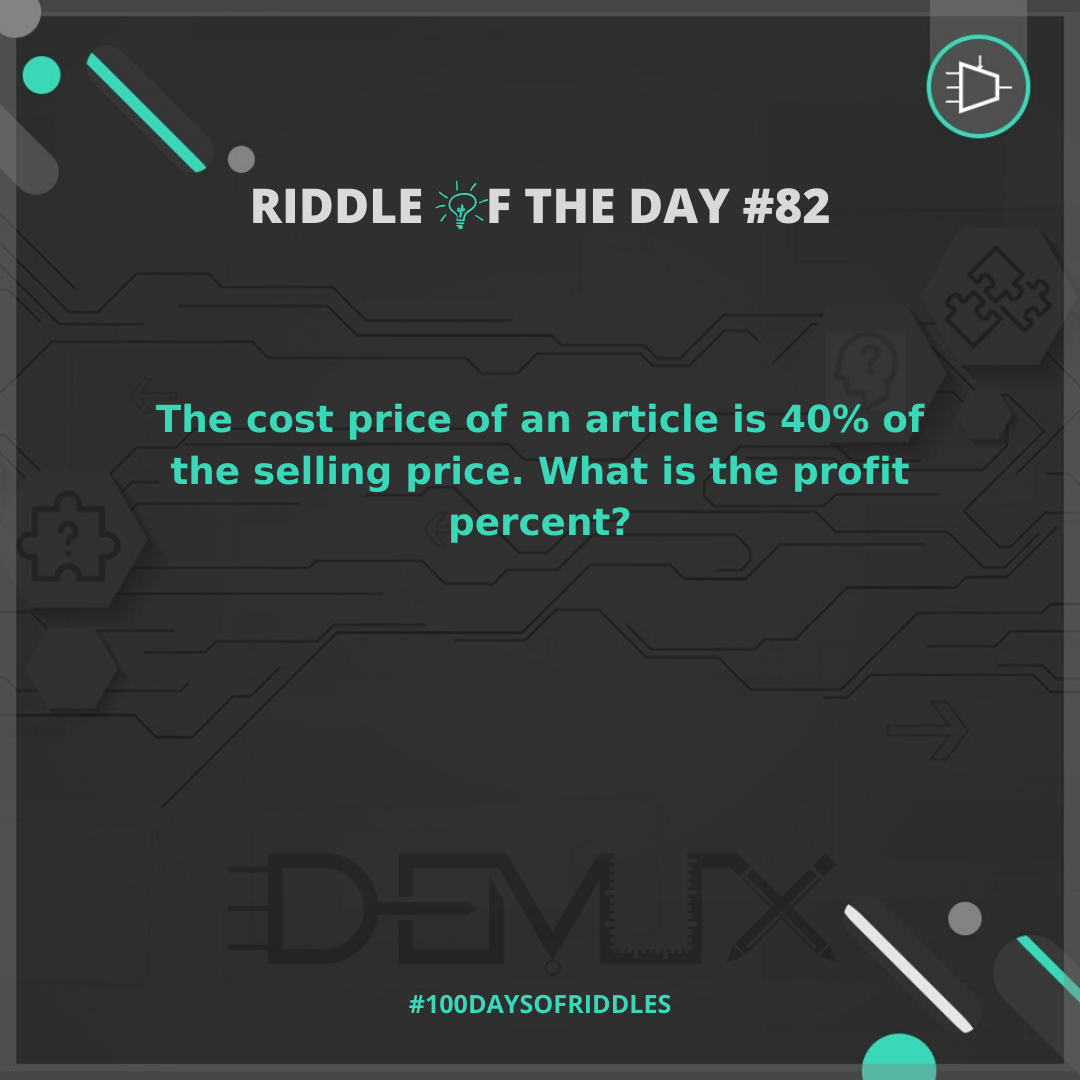 RIDDLE OF THE DAY #82
The cost price of an article is 40% of
the selling price. What is the profit
percent?
DEMUX
#100DAYSOFRIDDLES